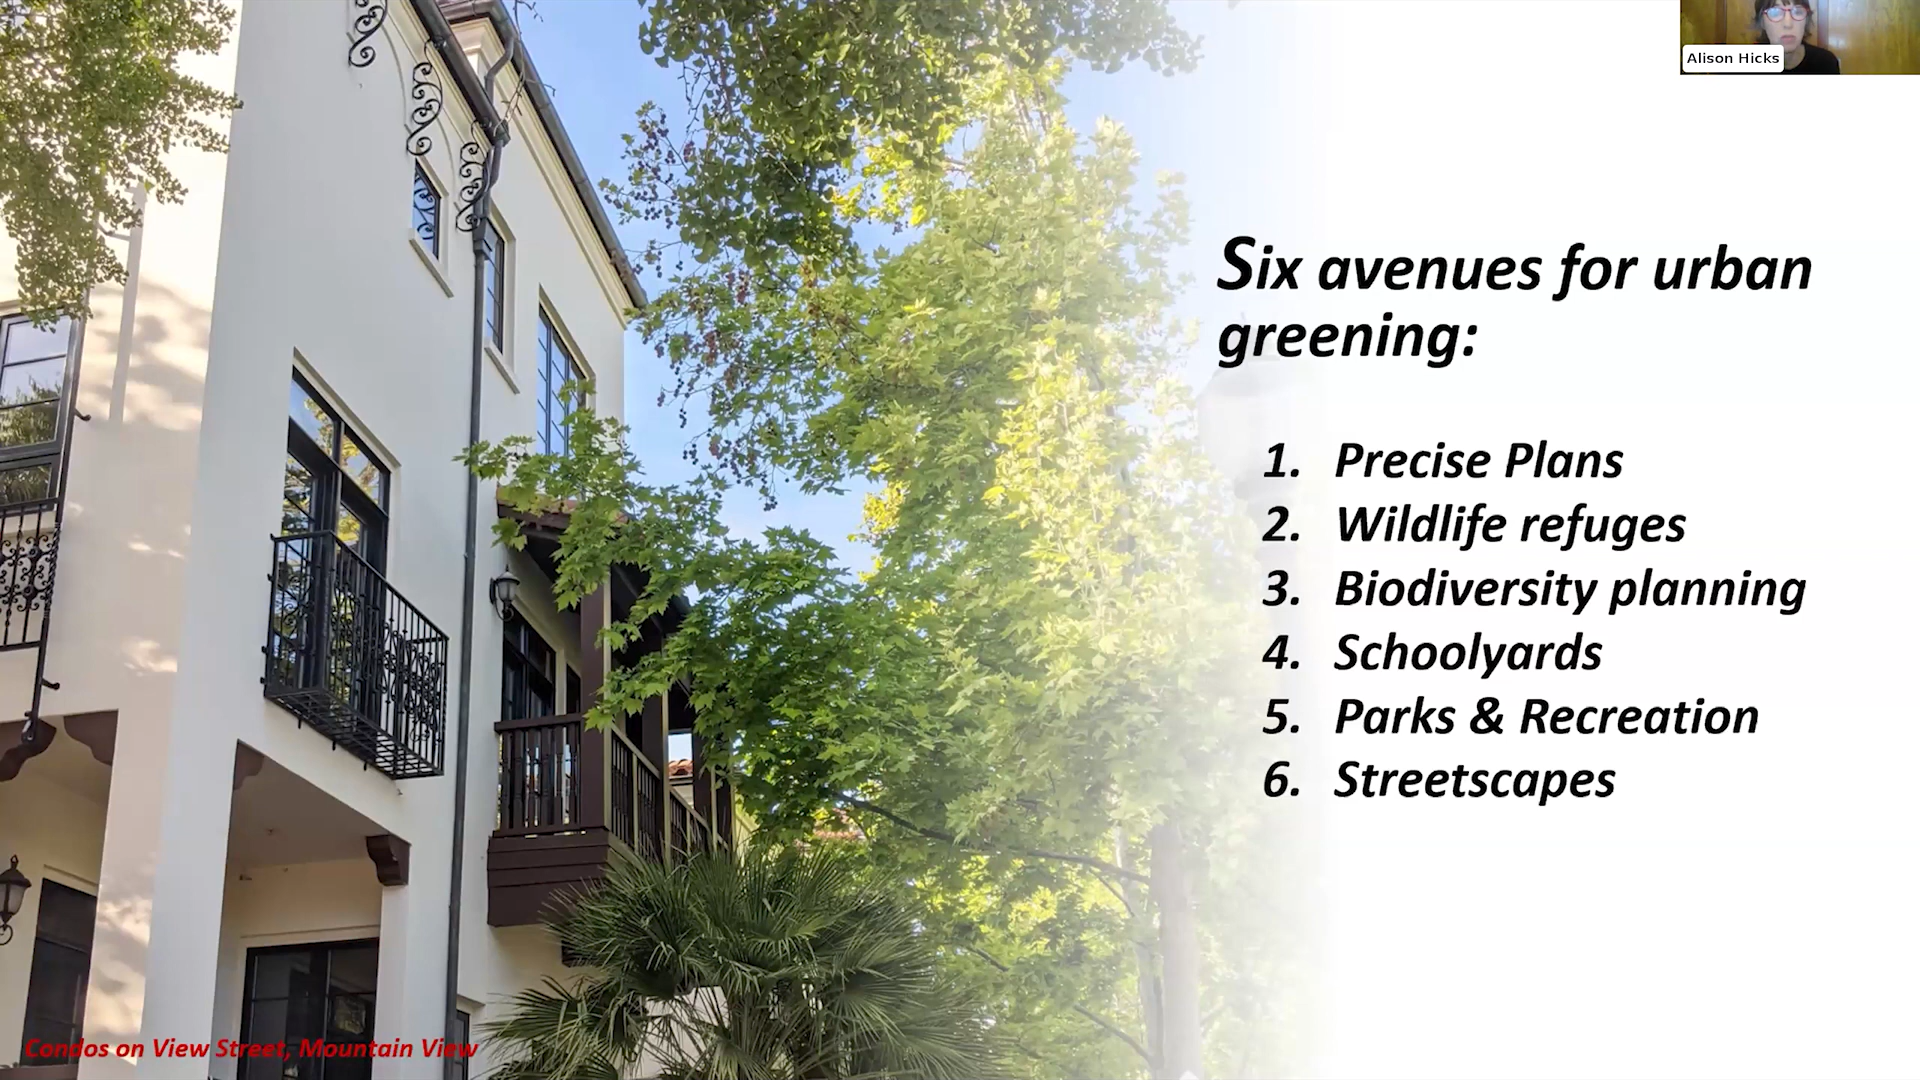 Alison Hicks
Six avenues for urban
greening:
1. Precise Plans
2. Wildlife refuges
3. Biodiversity planning
4. Schoolyards
5. Parks & Recreation
6. Streetscapes
Condos on View Street, Mountain View